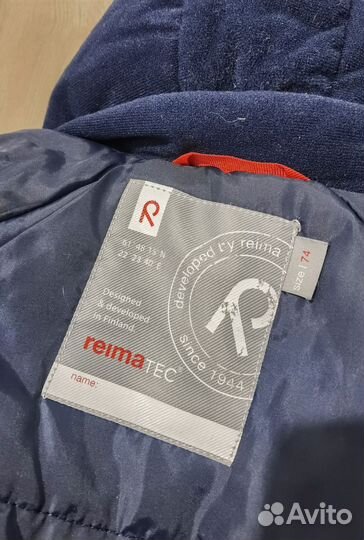 R
61 45 15 N
22 23 40 E
Designed
& developed
in Finland.
reimaTEC®
name:
developed by reima
R
since 1944
size | 74
Avito